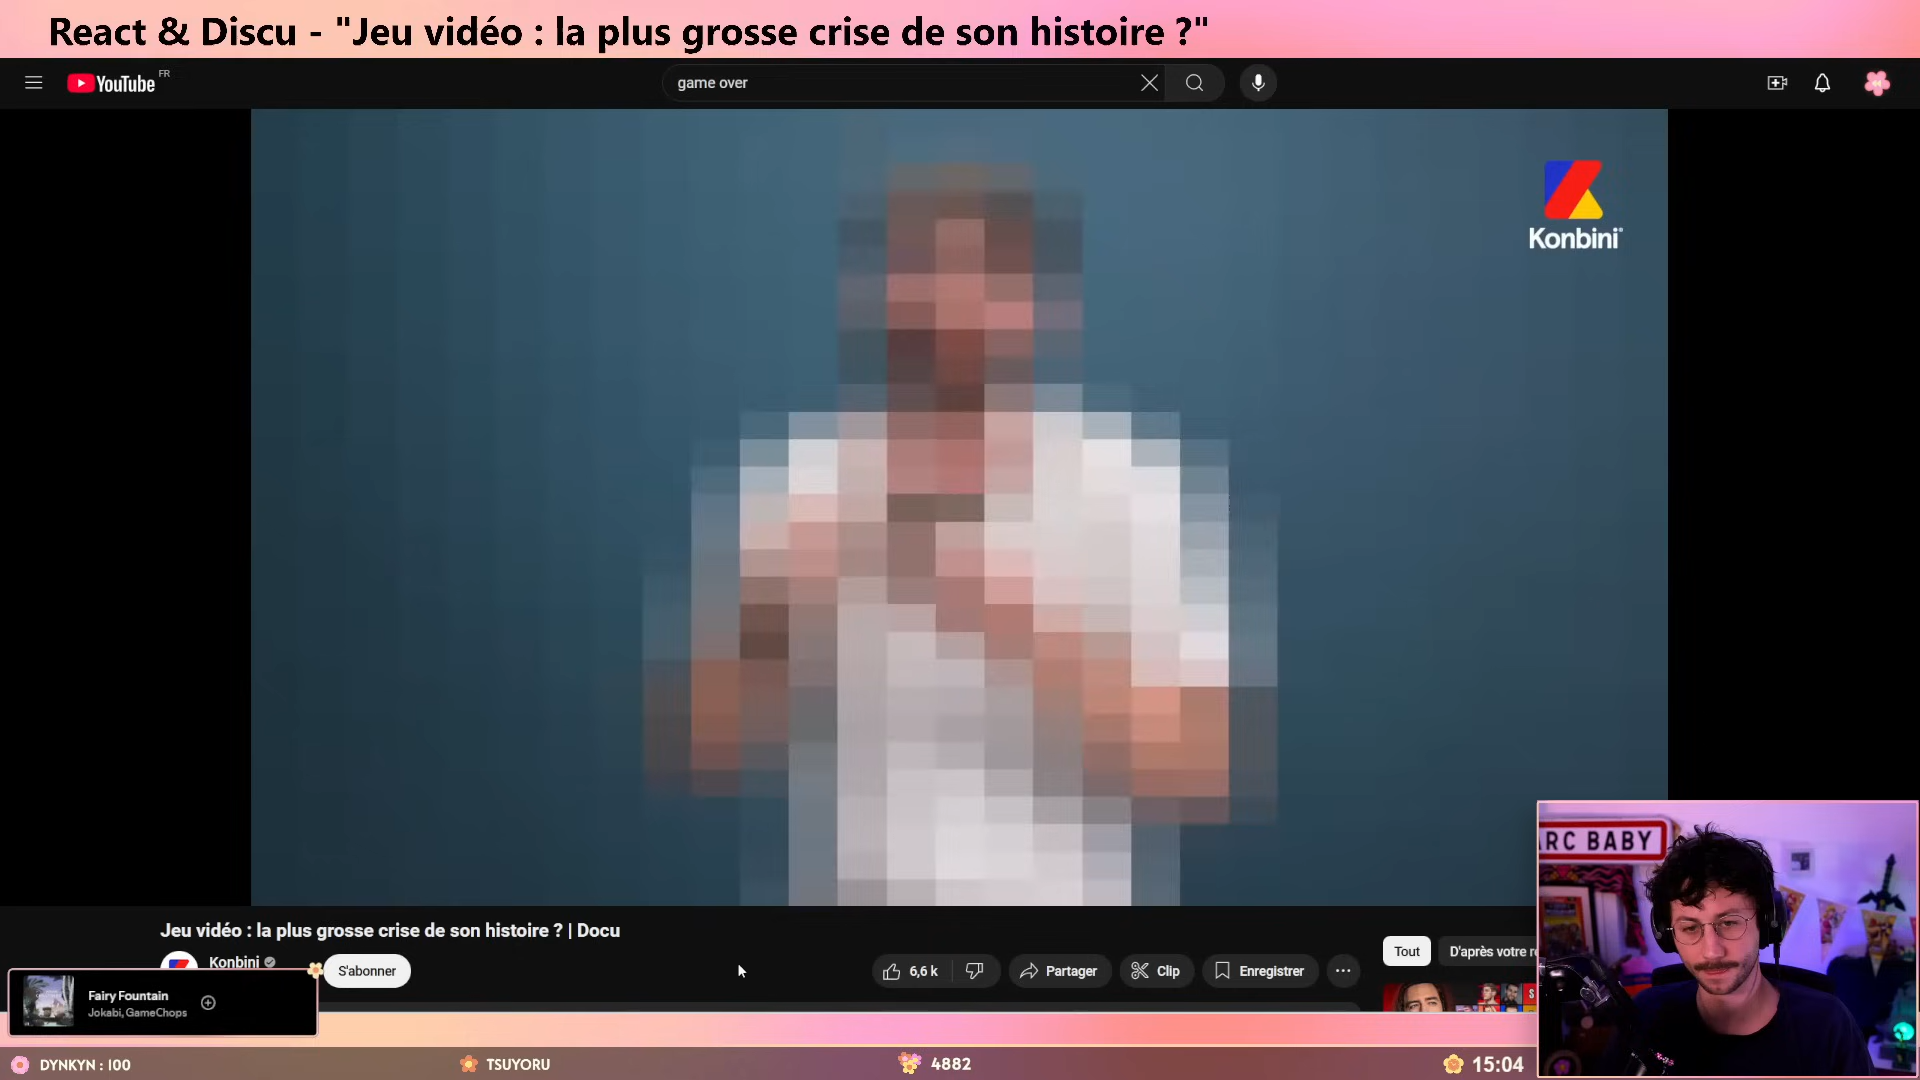 React & Discu - "Jeu vidéo : la plus grosse crise de son histoire ?"
YouTube FR
game over
Konbini
Jeu vidéo : la plus grosse crise de son histoire ? | Docu
Konbini
S'abonner
6,6 k
Partager
Clip
Enregistrer
Tout
D'après votre
ARC BABY
Fairy Fountain
Jokabi, GameChops
DYNKYN : 100
TSUYORU
4882
15:04